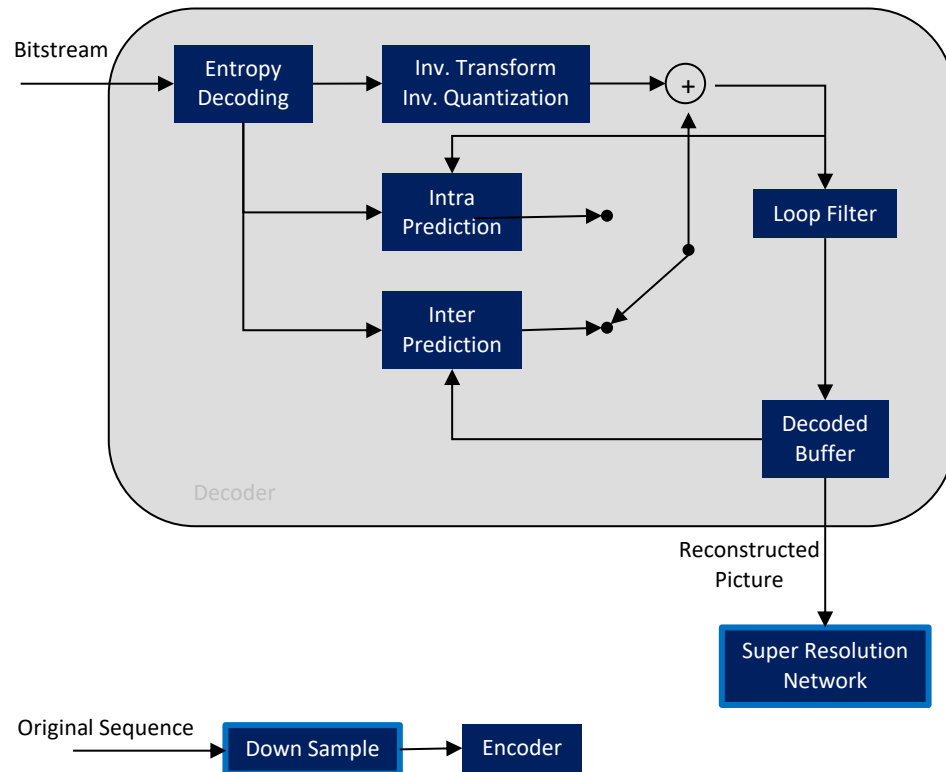 Bitstream
Entropy
Decoding
Inv. Transform
Inv. Quantization
+
Intra
Prediction
Loop Filter
Inter
Prediction
Decoded
Buffer
Decoder
Reconstructed
Picture
Super Resolution
Network
Original Sequence
Down Sample
Encoder